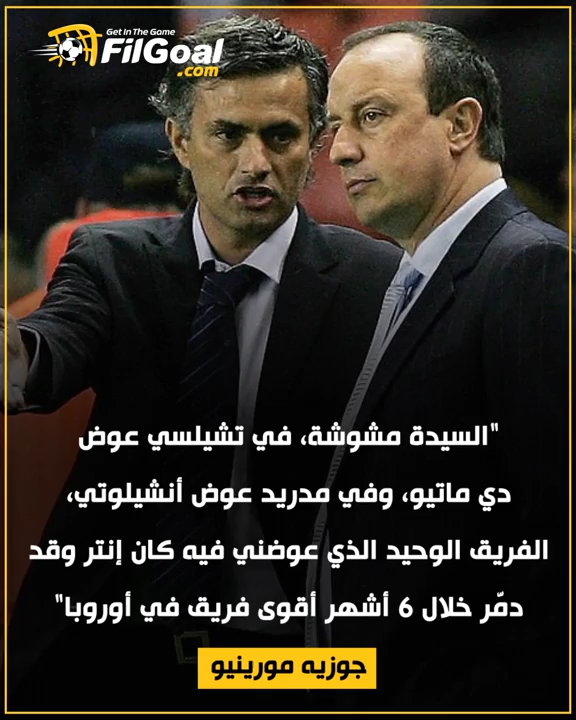 Get In The Game
FilGoal
.com
"السيدة مشوشة، في تشيلسي عوض
دي ماتيو، وفي مدريد عوض أنشيلوتي،
الفريق الوحيد الذي عوضني فيه كان إنتر وقد
دمّر خلال 6 أشهر أقوى فريق في أوروبا"
جوزيه مورينيو